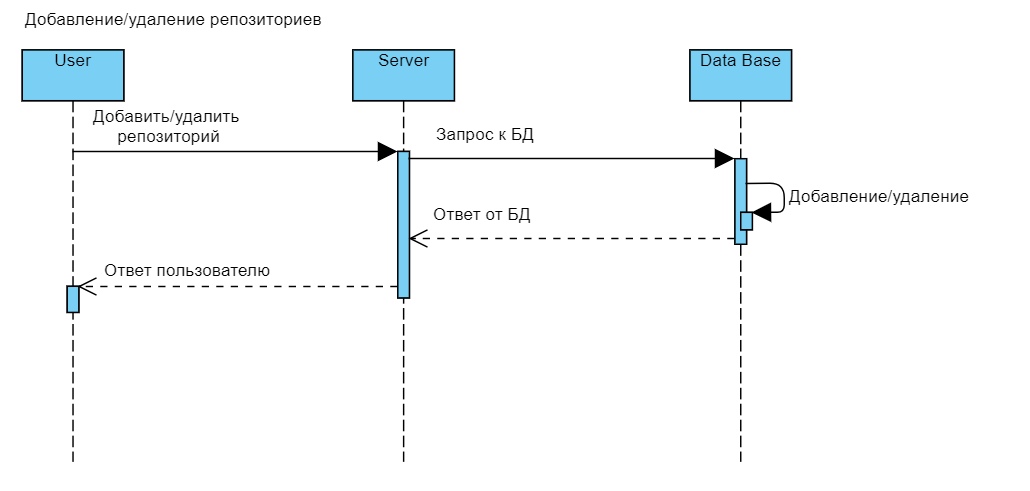 Добавление/удаление репозиториев
User
Server
Data Base
Добавить/удалить
репозиторий
Запрос к БД
Добавление/удаление
Ответ от БД
Ответ пользователю